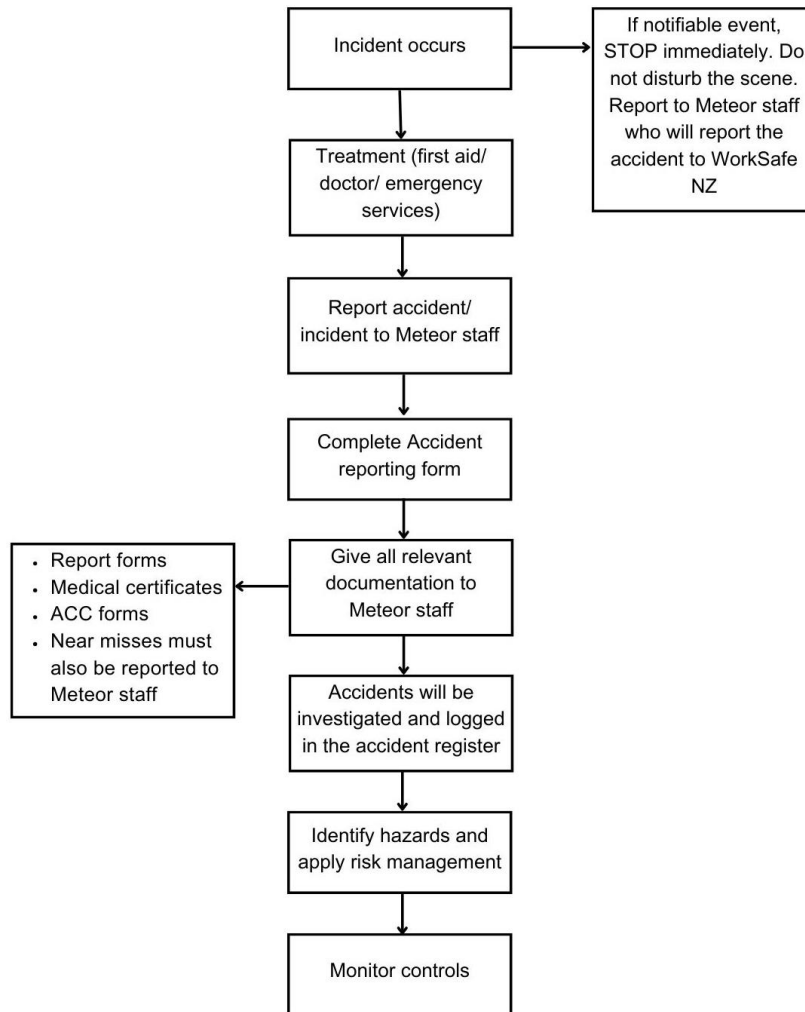 Incident occurs
If notifiable event,
STOP immediately. Do
not disturb the scene.
Report to Meteor staff
who will report the
accident to WorkSafe
NZ
Treatment (first aid/
doctor/ emergency
services)
Report accident/
incident to Meteor staff
Complete Accident
reporting form
Give all relevant
documentation to
Meteor staff
• Report forms
• Medical certificates
• ACC forms
• Near misses must
also be reported to
Meteor staff
Accidents will be
investigated and logged
in the accident register
Identify hazards and
apply risk management
Monitor controls